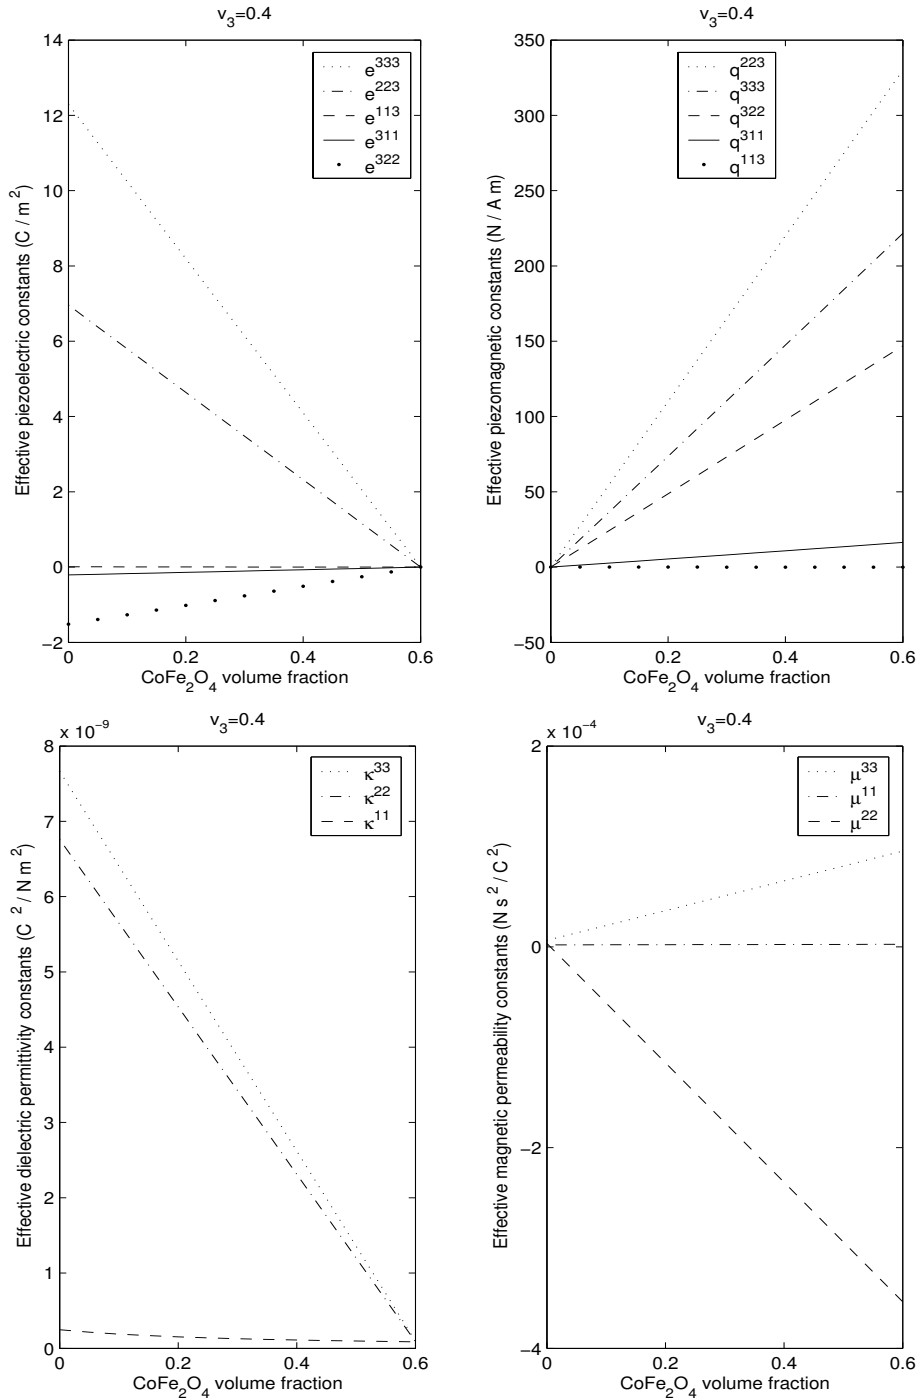 v₃=0.4
14
12
10
8
6
4
2
0
−2
0
0.2
0.4
0.6
Effective piezoelectric constants (C / m²)
CoFe₂O₄ volume fraction
e³³³
e²²³
e¹¹³
e³¹¹
e³²²
v₃=0.4
350
300
250
200
150
100
50
0
−50
0
0.2
0.4
0.6
Effective piezomagnetic constants (N / A m)
CoFe₂O₄ volume fraction
q²²³
q³³³
q³²²
q³¹¹
q¹¹³
v₃=0.4
x 10⁻⁹
8
7
6
5
4
3
2
1
0
0
0.2
0.4
0.6
Effective dielectric permittivity constants (C ² / N m²)
CoFe₂O₄ volume fraction
κ³³
κ²²
κ¹¹
v₃=0.4
x 10⁻⁴
2
0
−2
−4
0
0.2
0.4
0.6
Effective magnetic permeability constants (N s² / C²)
CoFe₂O₄ volume fraction
μ³³
μ¹¹
μ²²